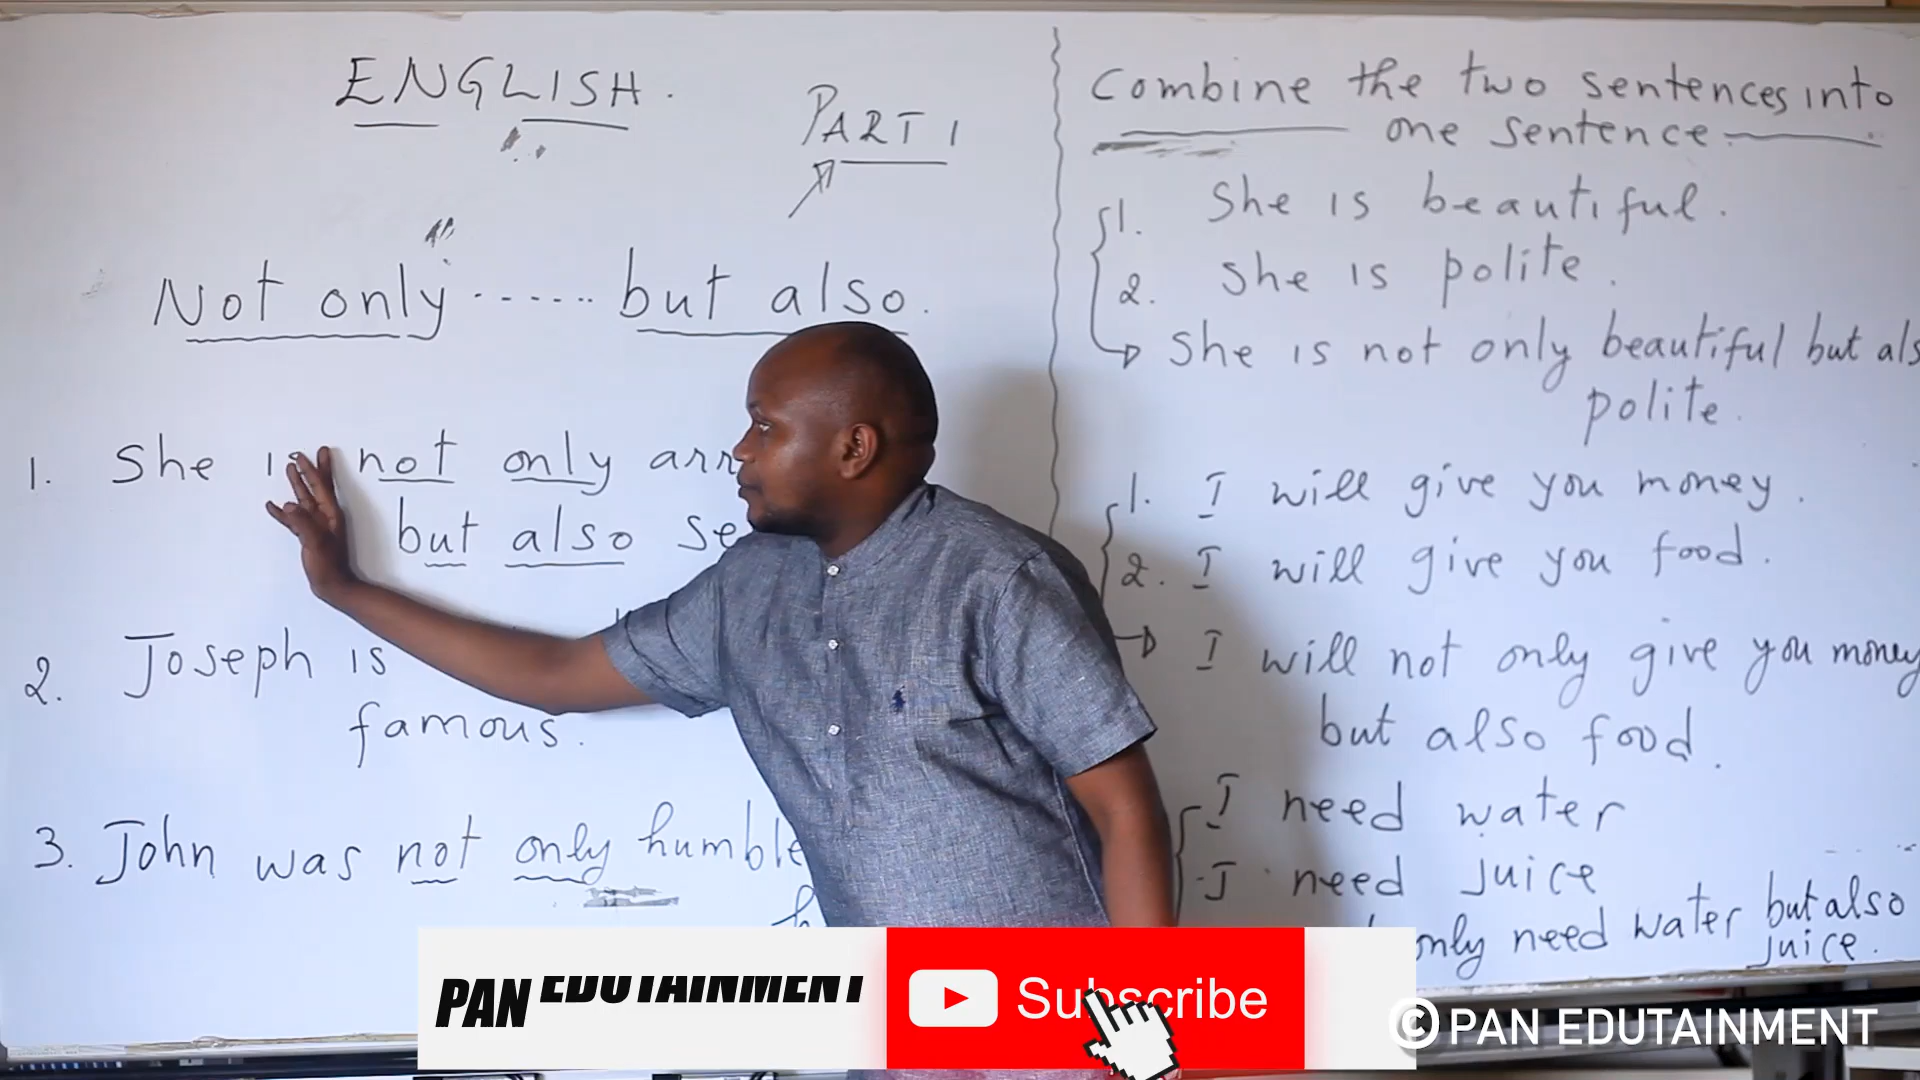 ENGLISH.
PART 1
Not only ...... but also.
1. She is not only
but also
2. Joseph is
famous.
3. John was not only humble
Combine the two sentences into
one sentence
1. She is beautiful.
2. She is polite.
She is not only beautiful but
polite.
1. I will give you money.
2. I will give you food.
I will not only give you money
but also food.
I need water
I need juice
only need water but also
juice.
PAN EDUTAINMENT
Subscribe
© PAN EDUTAINMENT